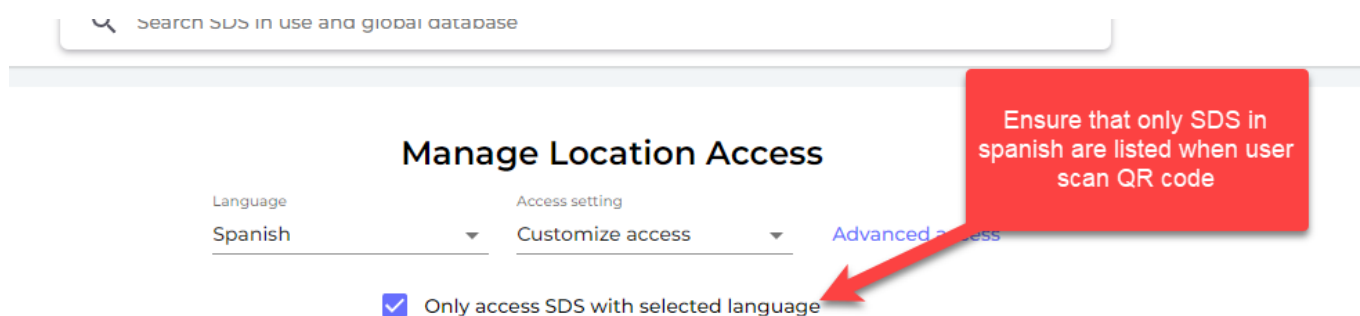 Search SDS in use and global database
Ensure that only SDS in
spanish are listed when user
scan QR code
Manage Location Access
Language
Access setting
Spanish
Customize access
Advanced access
Only access SDS with selected language